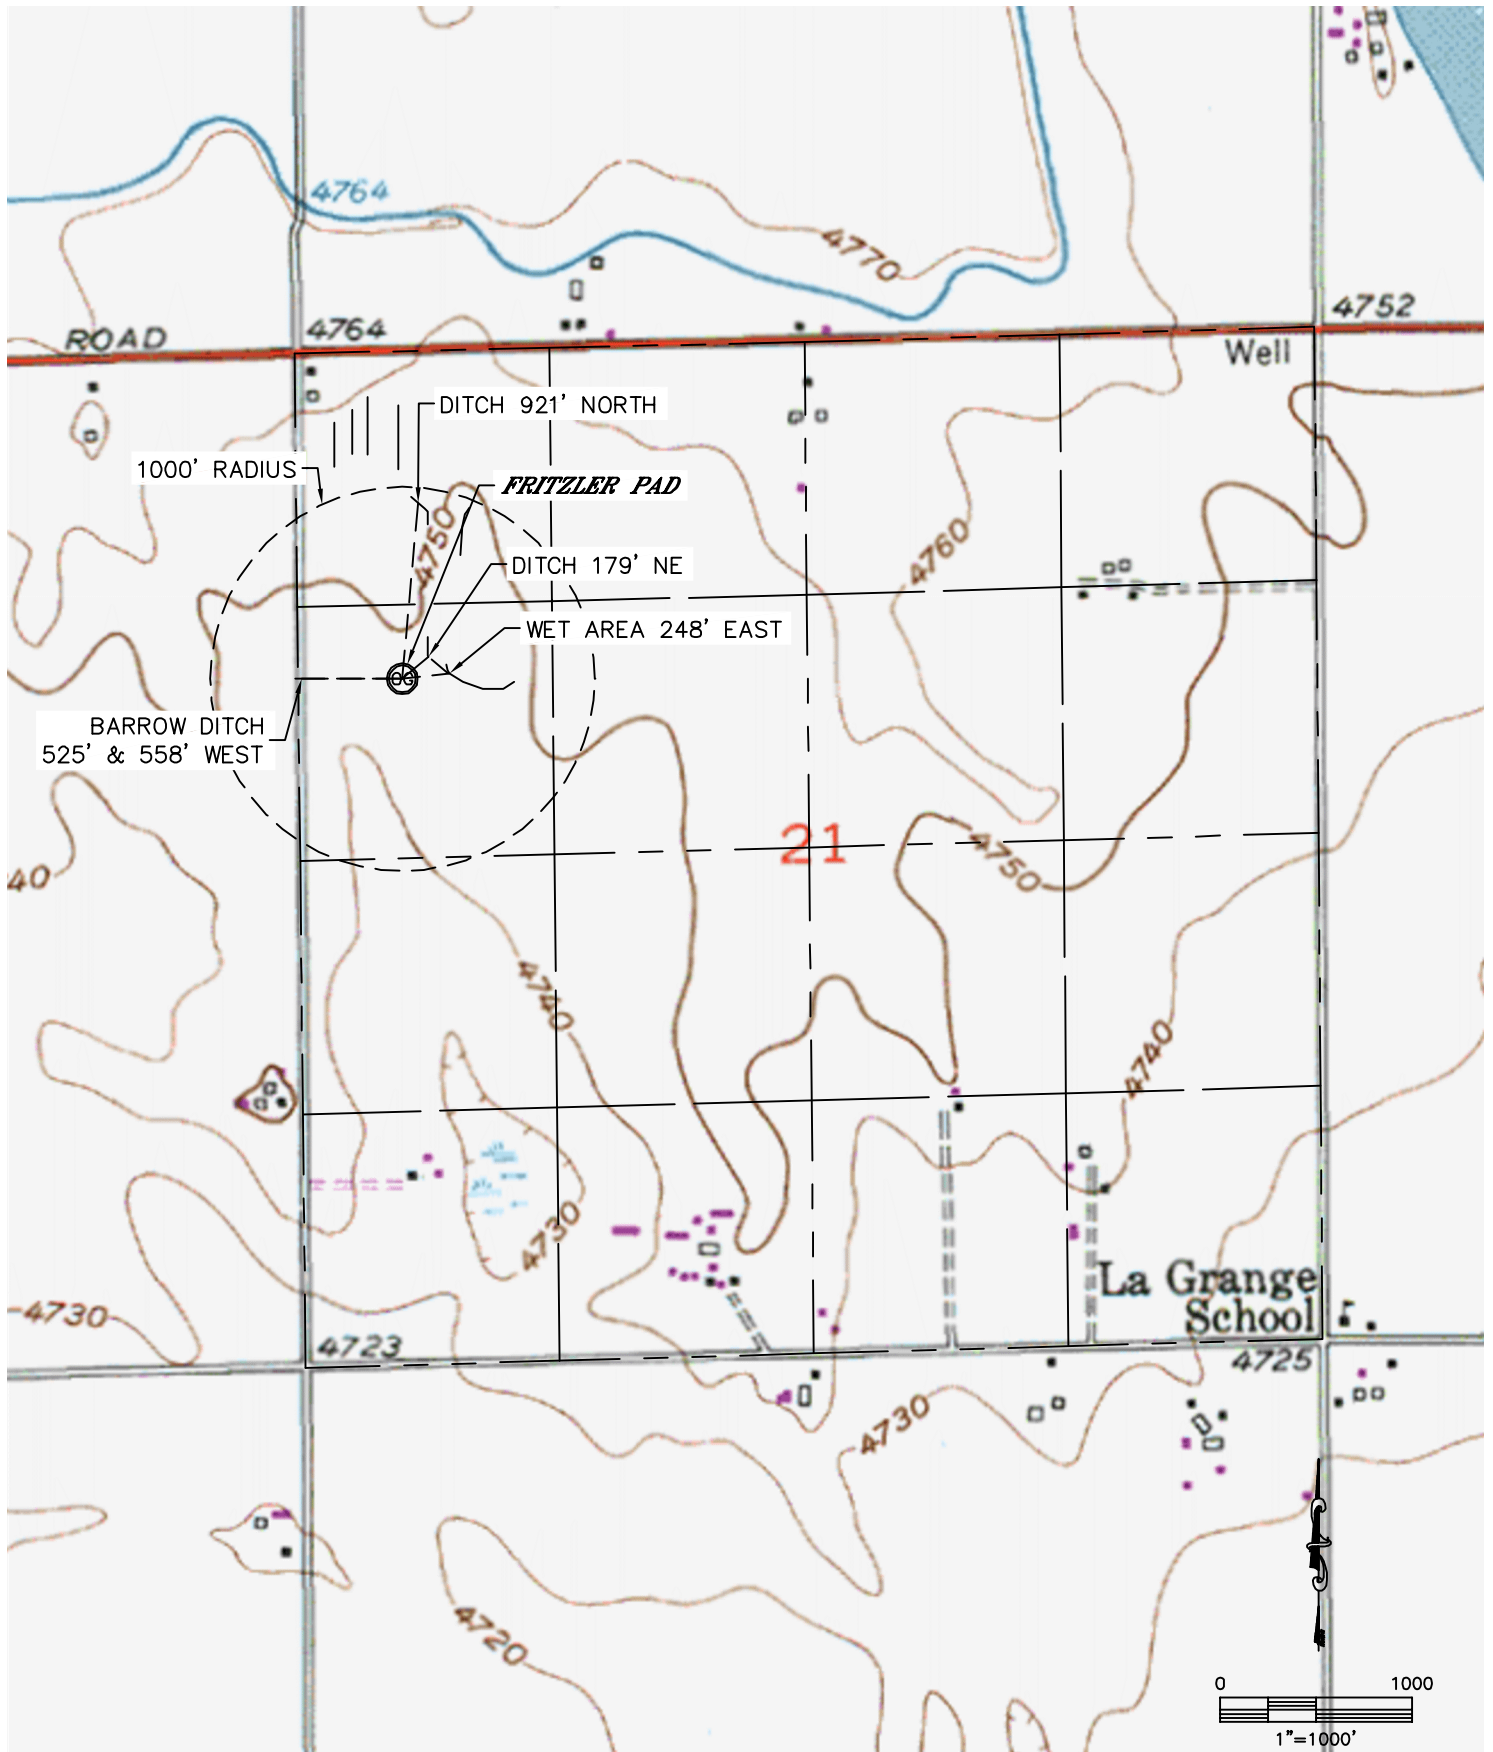 4764
4770
4752
ROAD
4764
Well
DITCH 921' NORTH
1000' RADIUS
FRITZLER PAD
4750
4760
DITCH 179' NE
WET AREA 248' EAST
OG
BARROW DITCH
525' & 558' WEST
21
4750
40
4740
4740
4730
La Grange
School
4730
4723
4725
4730
4720
0 1000
1"=1000'